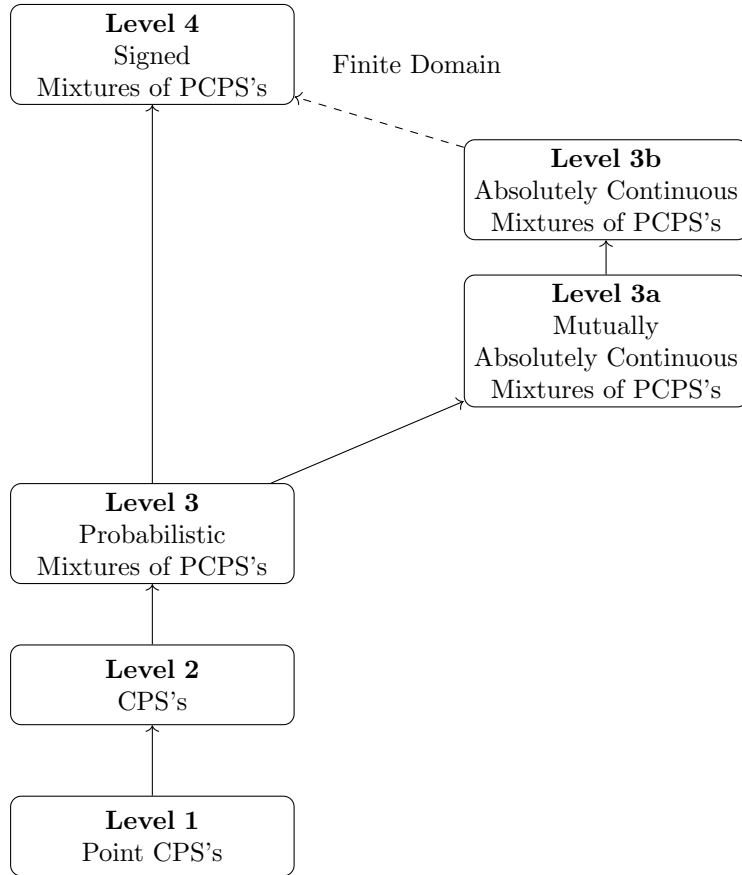 Level 4
Signed
Mixtures of PCPS's
Finite Domain
Level 3b
Absolutely Continuous
Mixtures of PCPS's
Level 3a
Mutually
Absolutely Continuous
Mixtures of PCPS's
Level 3
Probabilistic
Mixtures of PCPS's
Level 2
CPS's
Level 1
Point CPS's